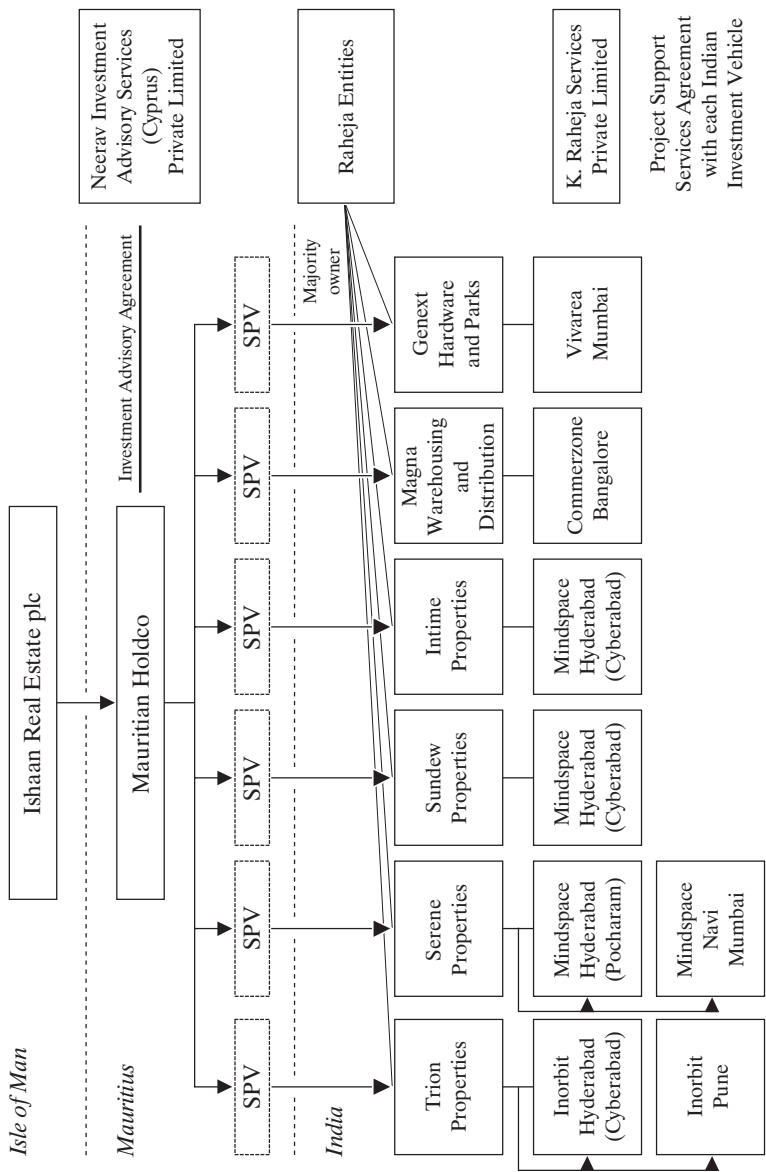 Isle of Man
Ishaan Real Estate plc
Mauritius
Mauritian Holdco
Investment Advisory Agreement
Neerav Investment
Advisory Services
(Cyprus)
Private Limited
SPV
SPV
SPV
SPV
SPV
SPV
India
Majority
owner
Raheja Entities
Trion
Properties
Serene
Properties
Sundew
Properties
Intime
Properties
Magna
Warehousing
and
Distribution
Genext
Hardware
and Parks
Inorbit
Hyderabad
(Cyberabad)
Mindspace
Hyderabad
(Pocharam)
Mindspace
Hyderabad
(Cyberabad)
Mindspace
Hyderabad
(Cyberabad)
Commerzone
Bangalore
Vivarea
Mumbai
K. Raheja Services
Private Limited
Inorbit
Pune
Mindspace
Navi
Mumbai
Project Support
Services Agreement
with each Indian
Investment Vehicle